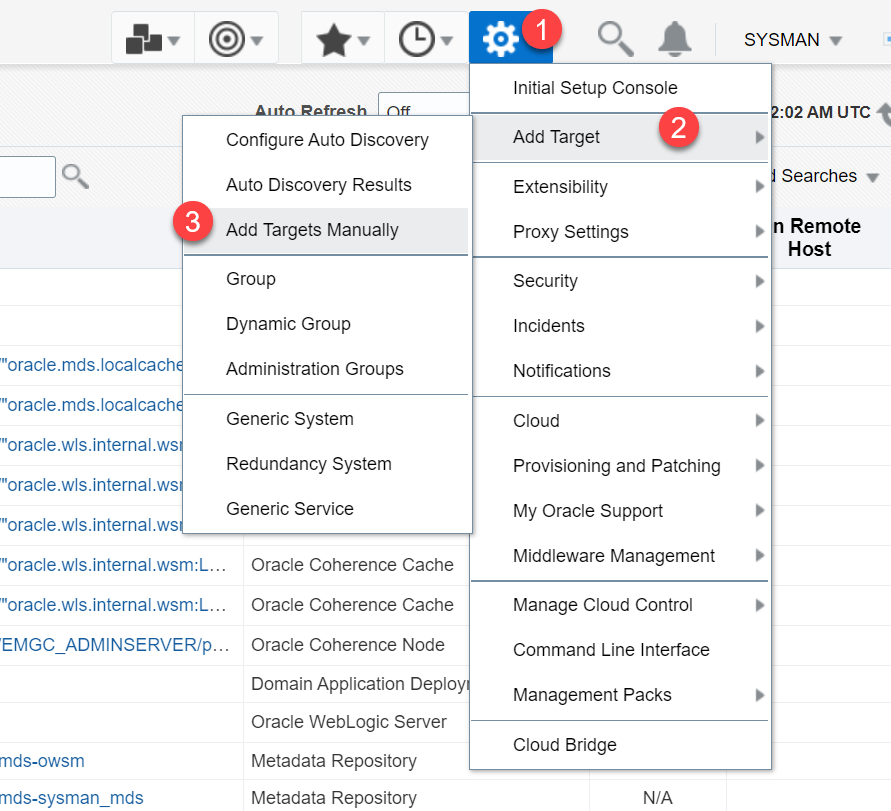 1
SYSMAN
Initial Setup Console
Auto Refresh
Off
2:02 AM UTC
2
Add Target
Configure Auto Discovery
Searches
Auto Discovery Results
Extensibility
3
Add Targets Manually
Proxy Settings
n Remote
Host
Group
Security
Dynamic Group
Incidents
"oracle.mds.localcache
Administration Groups
Notifications
"oracle.mds.localcache
Generic System
Cloud
/"oracle.wls.internal.wsm
Redundancy System
Provisioning and Patching
/"oracle.wls.internal.wsm
Generic Service
My Oracle Support
/"oracle.wls.internal.wsm
Middleware Management
/"oracle.wls.internal.wsm:L...
Oracle Coherence Cache
/"oracle.wls.internal.wsm:L...
Oracle Coherence Cache
Manage Cloud Control
/EMGC_ADMINSERVER/p...
Oracle Coherence Node
Command Line Interface
Domain Application Deploy
Management Packs
Oracle WebLogic Server
Cloud Bridge
mds-owsm
Metadata Repository
mds-sysman_mds
Metadata Repository
N/A